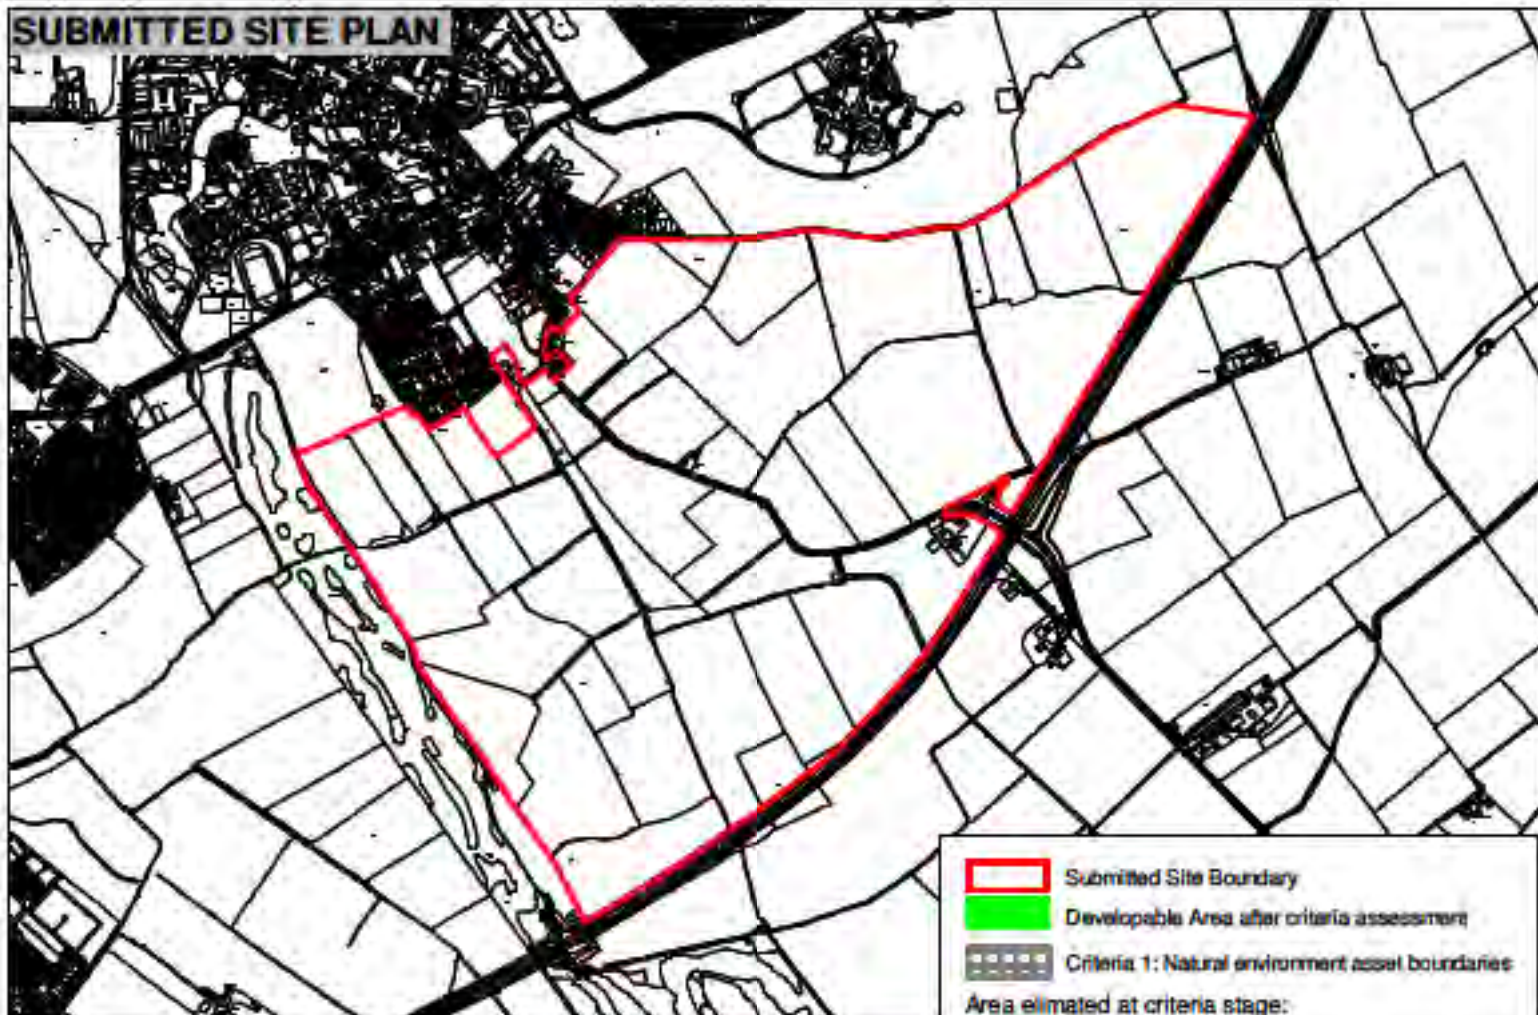 SUBMITTED SITE PLAN
Submitted Site Boundary
Developable Area after criteria assessment
Criteria 1: Natural environment asset boundaries
Area elimated at criteria stage: